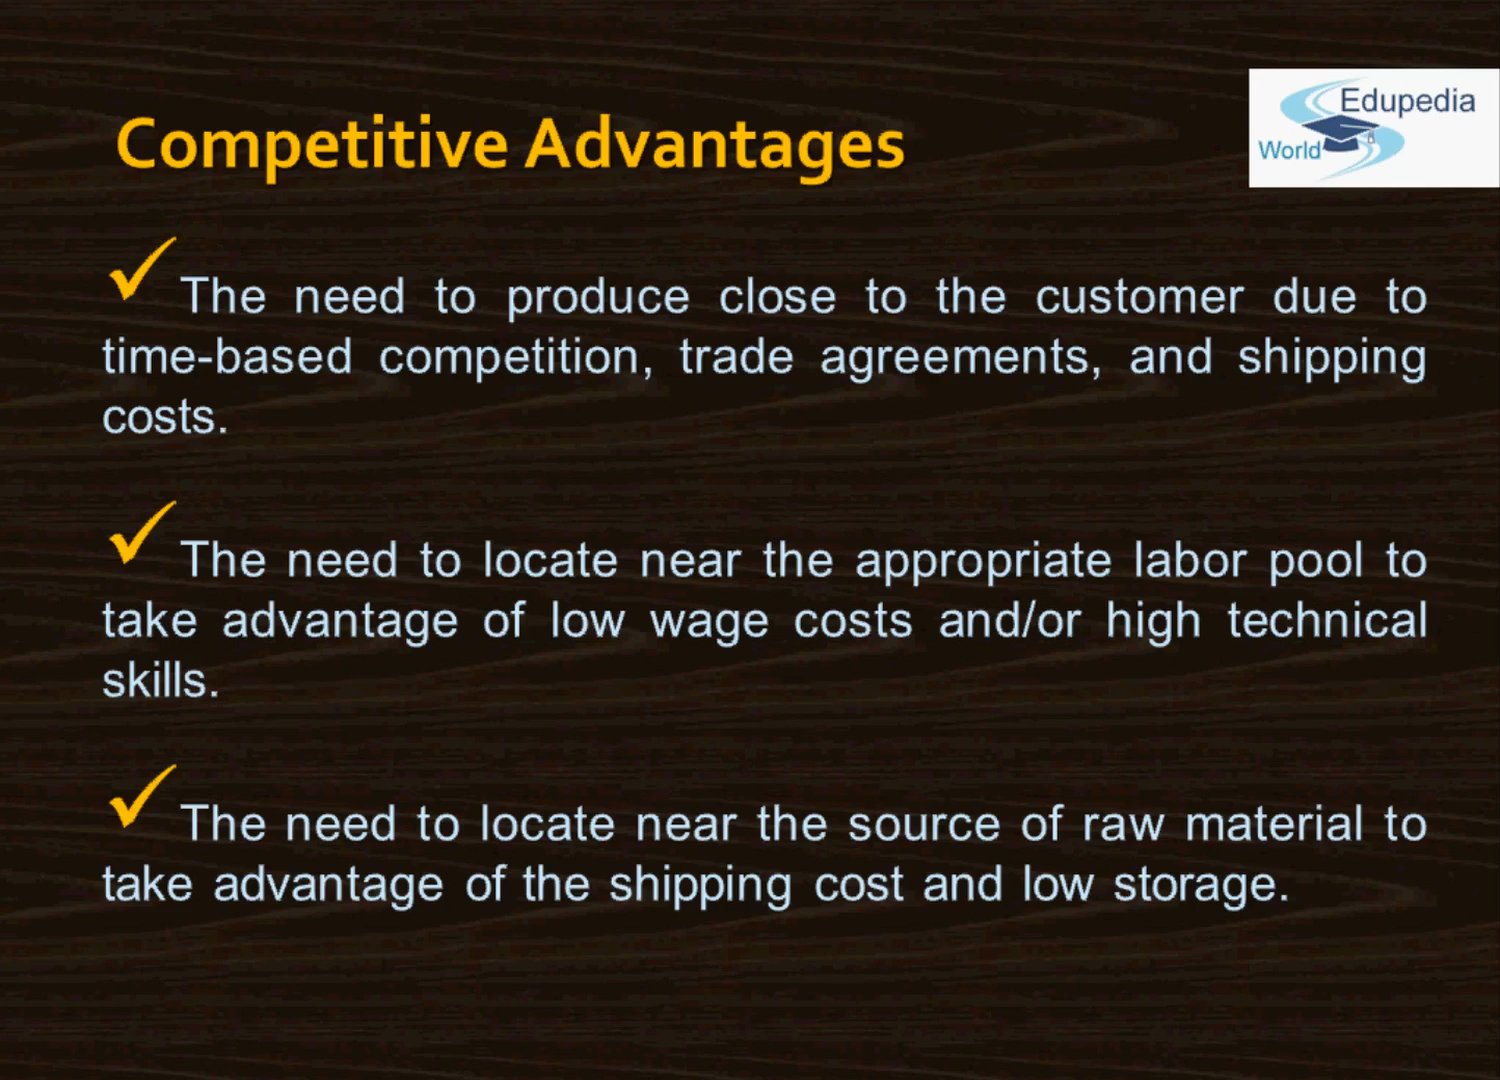 Competitive Advantages
Edupedia
World
The need to produce close to the customer due to
time-based competition, trade agreements, and shipping
costs.
The need to locate near the appropriate labor pool to
take advantage of low wage costs and/or high technical
skills.
The need to locate near the source of raw material to
take advantage of the shipping cost and low storage.